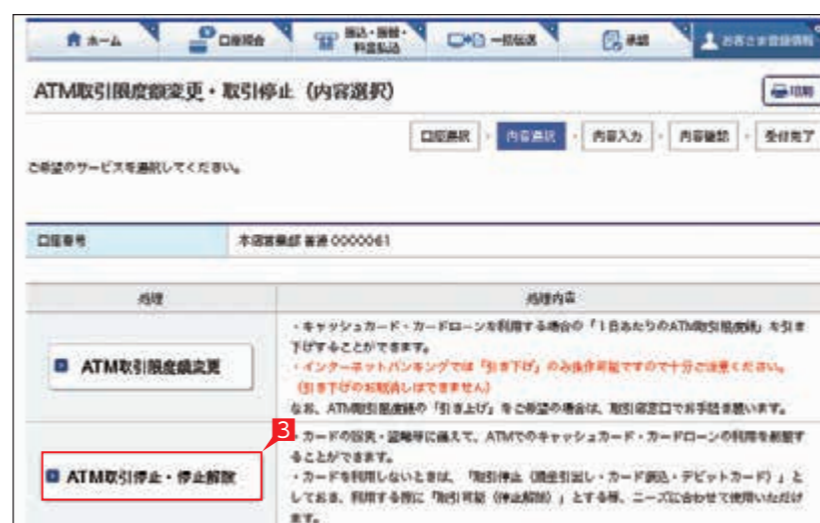 ホーム
口座照会
振込・振替・
料金払込
一括伝送
承認
お客さま登録情報
ATM取引限度額変更・取引停止（内容選択）
印刷
口座選択
内容選択
内容入力
内容確認
受付完了
ご希望のサービスを選択してください。
口座番号
本店営業部 普通 0000061
処理
処理内容
ATM取引限度額変更
・キャッシュカード・カードローンを利用する場合の「1日あたりのATM取引限度額」を引き
下げすることができます。
・インターネットバンキングでは「引き下げ」のみ操作可能ですので十分ご注意ください。
（引き下げのお取消しはできません）
なお、ATM取引限度額の「引き上げ」をご希望の場合は、取引店窓口でお手続き願います。
3
ATM取引停止・停止解除
・カードの紛失・盗難等に備えて、ATMでのキャッシュカード・カードローンの利用を制限す
ることができます。
・カードを利用しないときは、「取引停止（現金引出し・カード振込・デビットカード）」と
しておき、利用する際に「取引可能（停止解除）」とする等、ニーズに合わせて使用いただけ
ます。